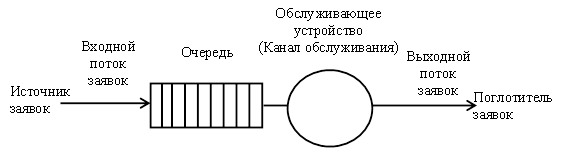 Обслуживающее
устройство
(Канал обслуживания)
Входной
поток
заявок
Очередь
Выходной
поток
заявок
Источник
заявок
Поглотитель
заявок